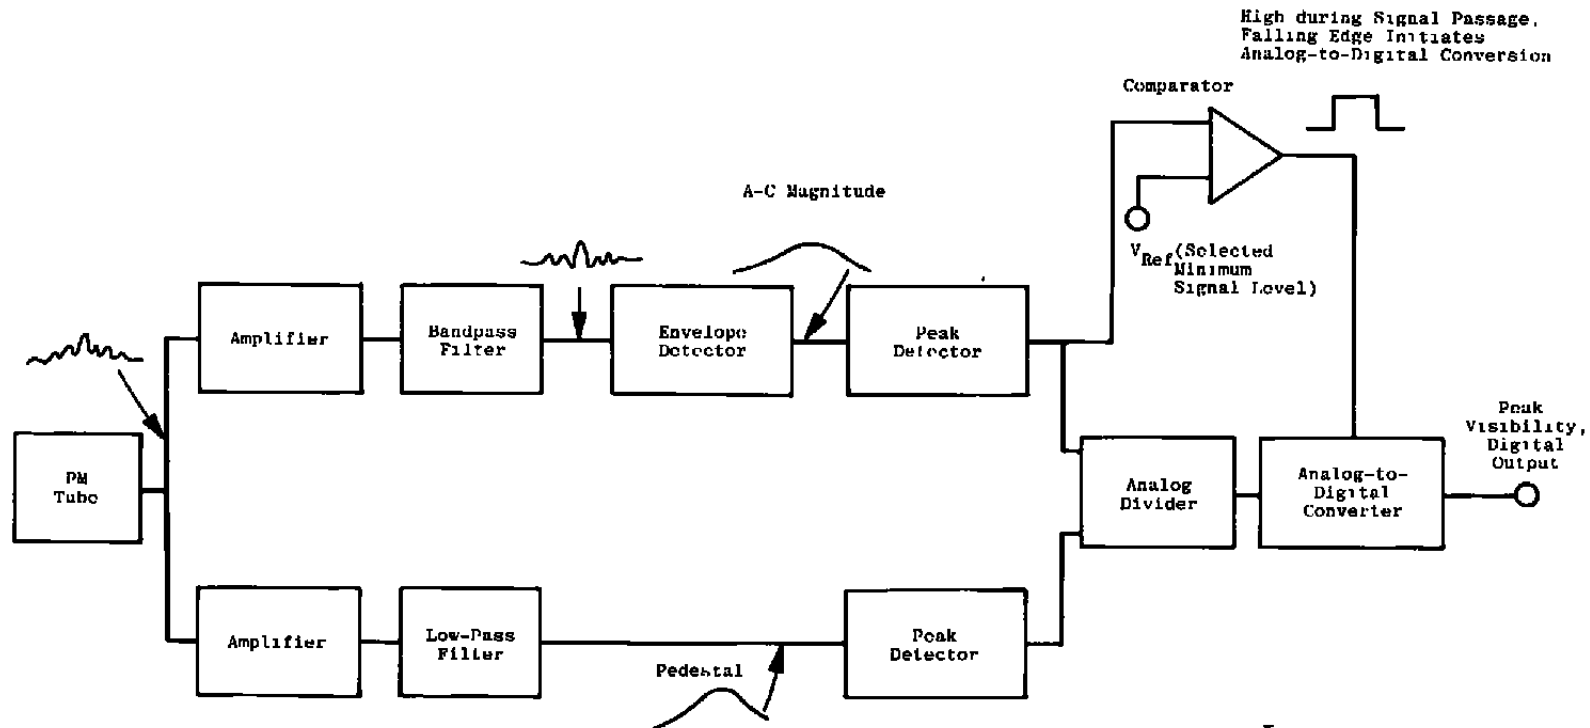 High during Signal Passage,
Falling Edge Initiates
Analog-to-Digital Conversion
Comparator
A-C Magnitude
VRef (Selected
Minimum
Signal Level)
Amplifier
Bandpass
Filter
Envelope
Detector
Peak
Detector
PM
Tube
Analog
Divider
Analog-to-
Digital
Converter
Peak
Visibility,
Digital
Output
Amplifier
Low-Pass
Filter
Pedestal
Peak
Detector